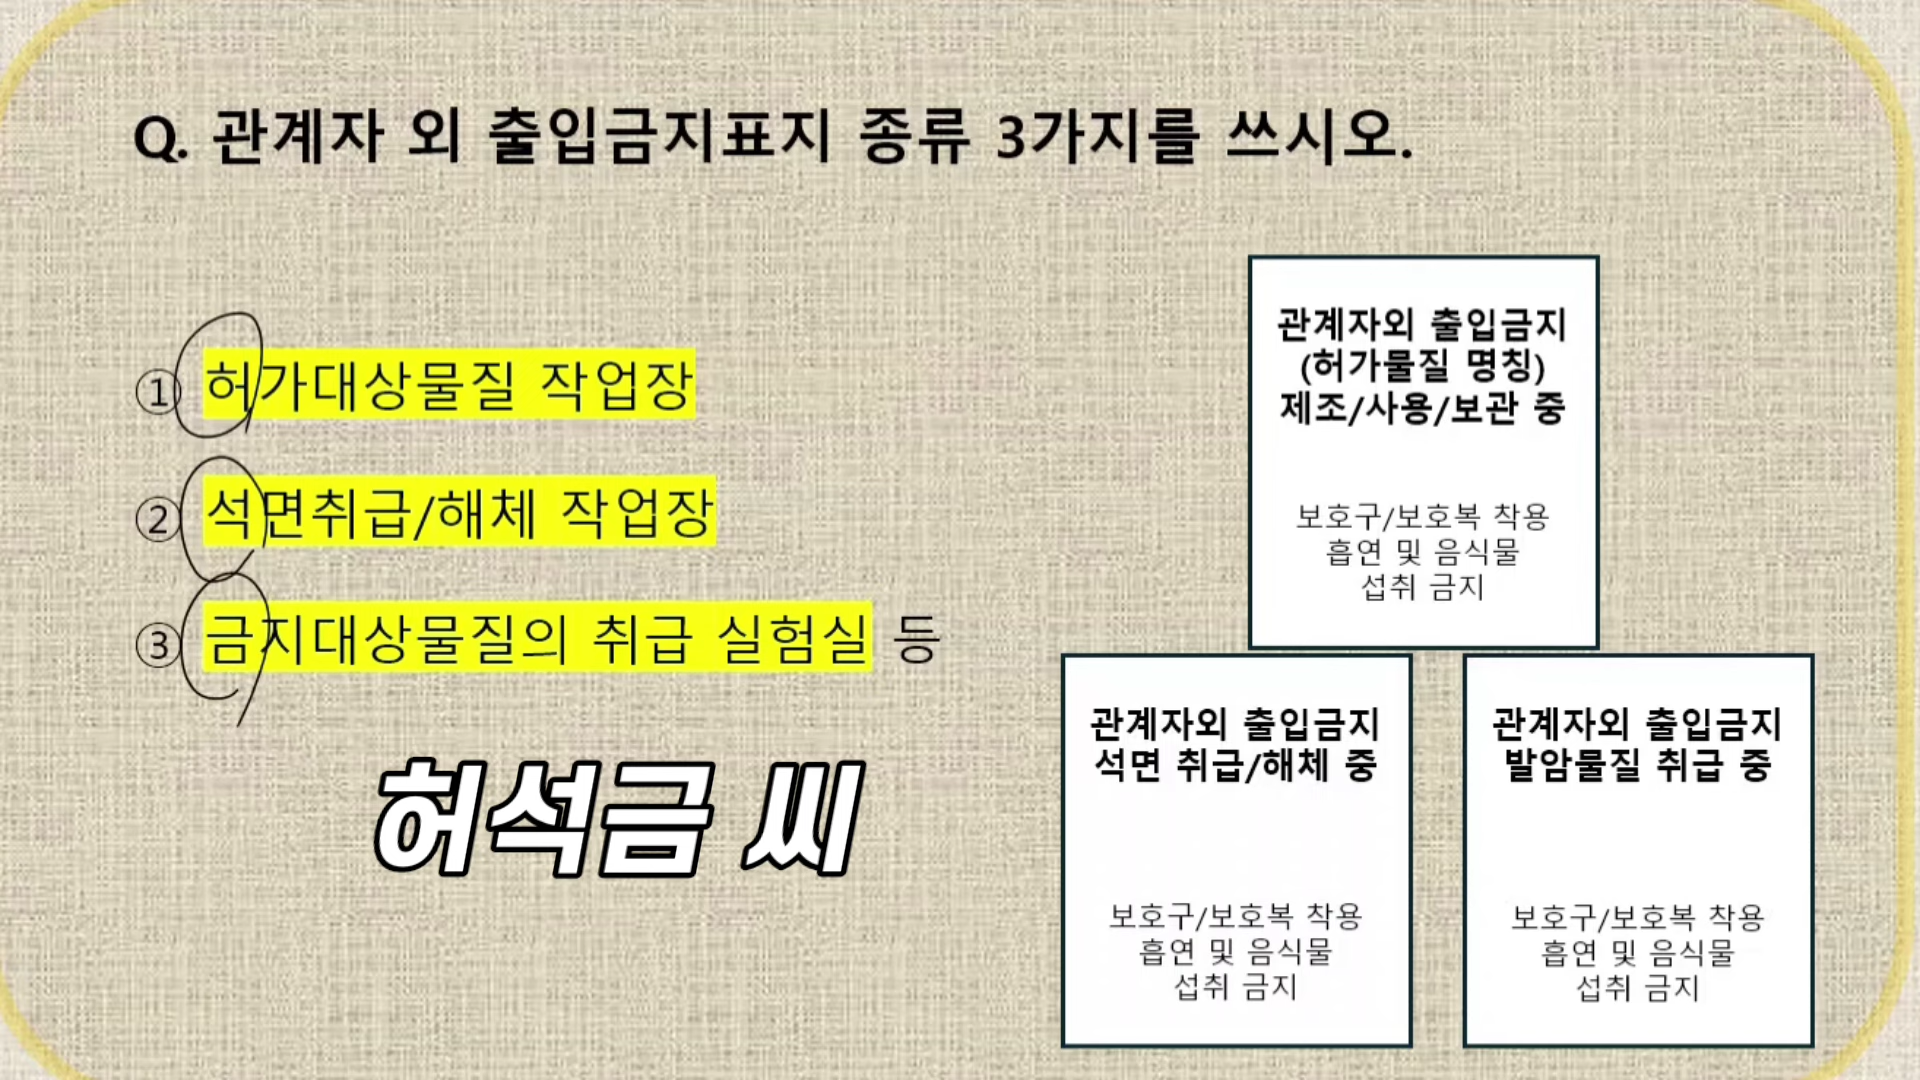 Q. 관계자 외 출입금지표지 종류 3가지를 쓰시오.
① 허가대상물질 작업장
② 석면취급/해체 작업장
③ 금지대상물질의 취급 실험실 등
허석금 씨
관계자외 출입금지
(허가물질 명칭)
제조/사용/보관 중
보호구/보호복 착용
흡연 및 음식물
섭취 금지
관계자외 출입금지
석면 취급/해체 중
보호구/보호복 착용
흡연 및 음식물
섭취 금지
관계자외 출입금지
발암물질 취급 중
보호구/보호복 착용
흡연 및 음식물
섭취 금지